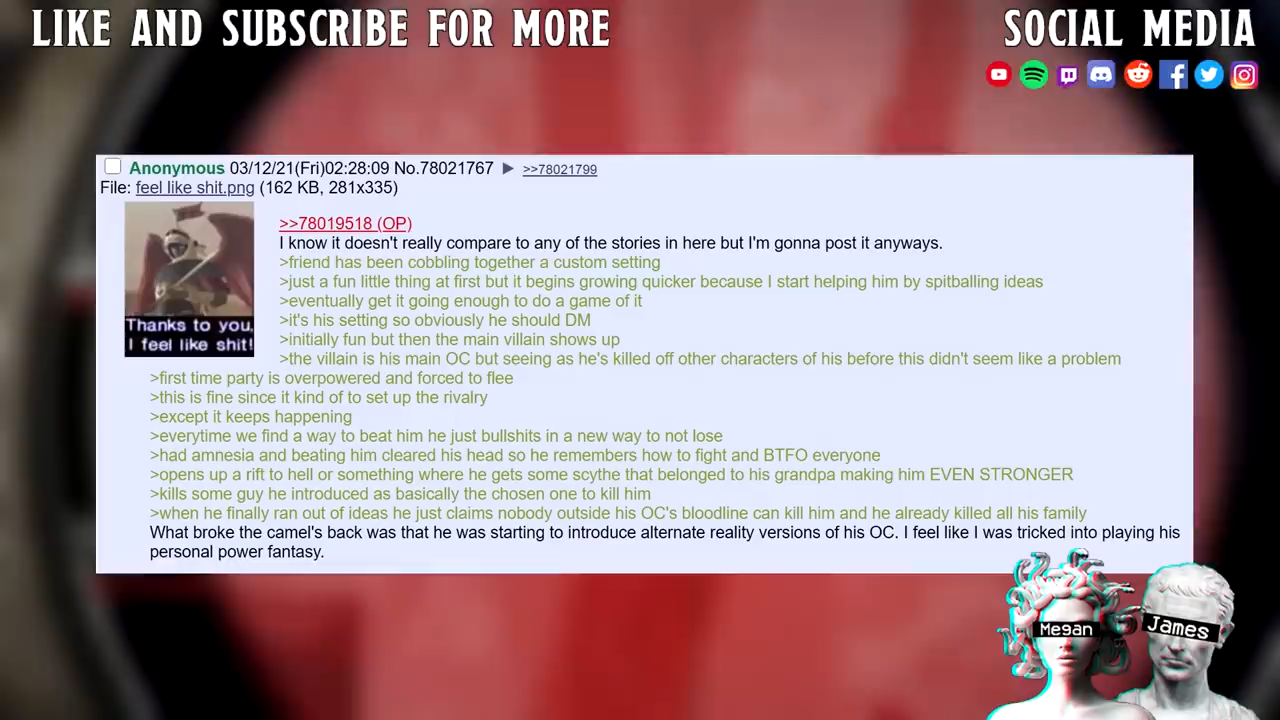 LIKE AND SUBSCRIBE FOR MORE
SOCIAL MEDIA
Anonymous 03/12/21(Fri)02:28:09 No.78021767 ▶ >>78021799
File: feel like shit.png (162 KB, 281x335)
>>78019518 (OP)
I know it doesn't really compare to any of the stories in here but I'm gonna post it anyways.
>friend has been cobbling together a custom setting
>just a fun little thing at first but it begins growing quicker because I start helping him by spitballing ideas
>eventually get it going enough to do a game of it
>it's his setting so obviously he should DM
>initially fun but then the main villain shows up
>the villain is his main OC but seeing as he's killed off other characters of his before this didn't seem like a problem
Thanks to you,
I feel like shit!
>first time party is overpowered and forced to flee
>this is fine since it kind of to set up the rivalry
>except it keeps happening
>everytime we find a way to beat him he just bullshits in a new way to not lose
>had amnesia and beating him cleared his head so he remembers how to fight and BTFO everyone
>opens up a rift to hell or something where he gets some scythe that belonged to his grandpa making him EVEN STRONGER
>kills some guy he introduced as basically the chosen one to kill him
>when he finally ran out of ideas he just claims nobody outside his OC's bloodline can kill him and he already killed all his family
What broke the camel's back was that he was starting to introduce alternate reality versions of his OC. I feel like I was tricked into playing his
personal power fantasy.
Megan
James